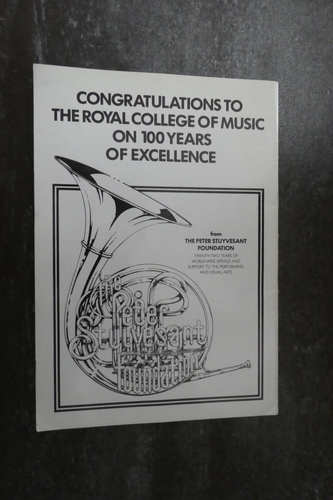 CONGRATULATIONS TO
THE ROYAL COLLEGE OF MUSIC
ON 100 YEARS
OF EXCELLENCE
from
THE PETER STUYVESANT
FOUNDATION
TWENTY-TWO YEARS OF
WORLD-WIDE SERVICE AND
SUPPORT TO THE PERFORMING
AND VISUAL ARTS
The
Peter
Stuyvesant
Foundation